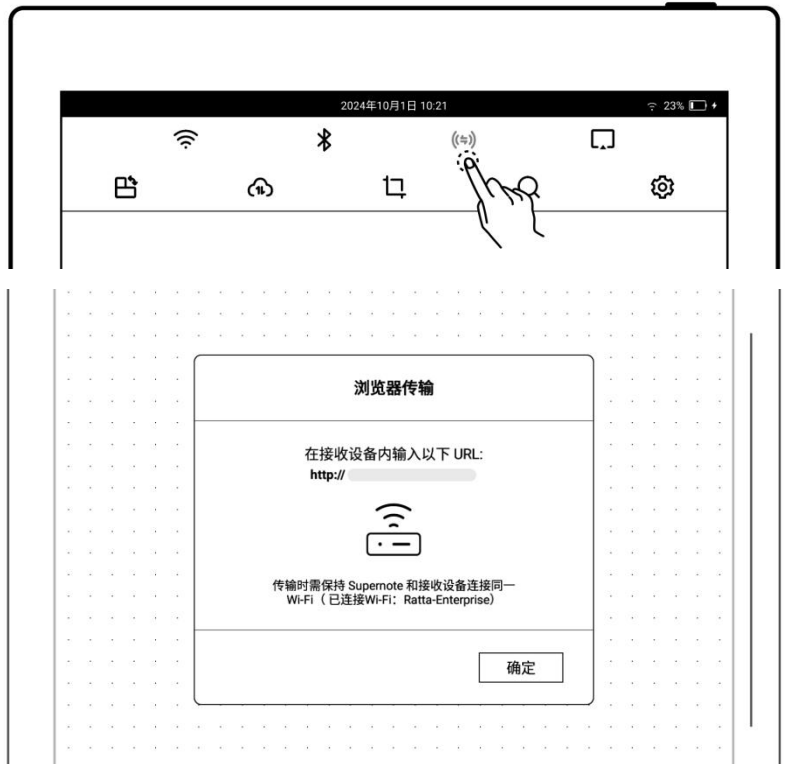 2024年10月1日 10:21
23%
浏览器传输
在接收设备内输入以下 URL:
http://
传输时需保持 Supernote 和接收设备连接同一
Wi-Fi（ 已连接Wi-Fi：Ratta-Enterprise）
确定